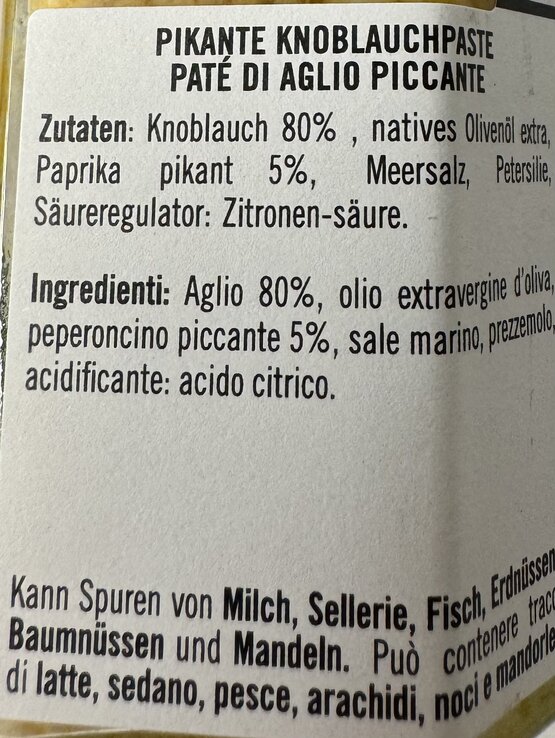 PIKANTE KNOBLAUCHPASTE
PATÉ DI AGLIO PICCANTE
Zutaten: Knoblauch 80% , natives Olivenöl extra,
Paprika pikant 5%, Meersalz, Petersilie,
Säureregulator: Zitronen-säure.
Ingredienti: Aglio 80%, olio extravergine d'oliva,
peperoncino piccante 5%, sale marino, prezzemolo,
acidificante: acido citrico.
Kann Spuren von Milch, Sellerie, Fisch, Erdnüssen
Baumnüssen und Mandeln. Può contenere
di latte, sedano, pesce, arachidi, noci e mandorle